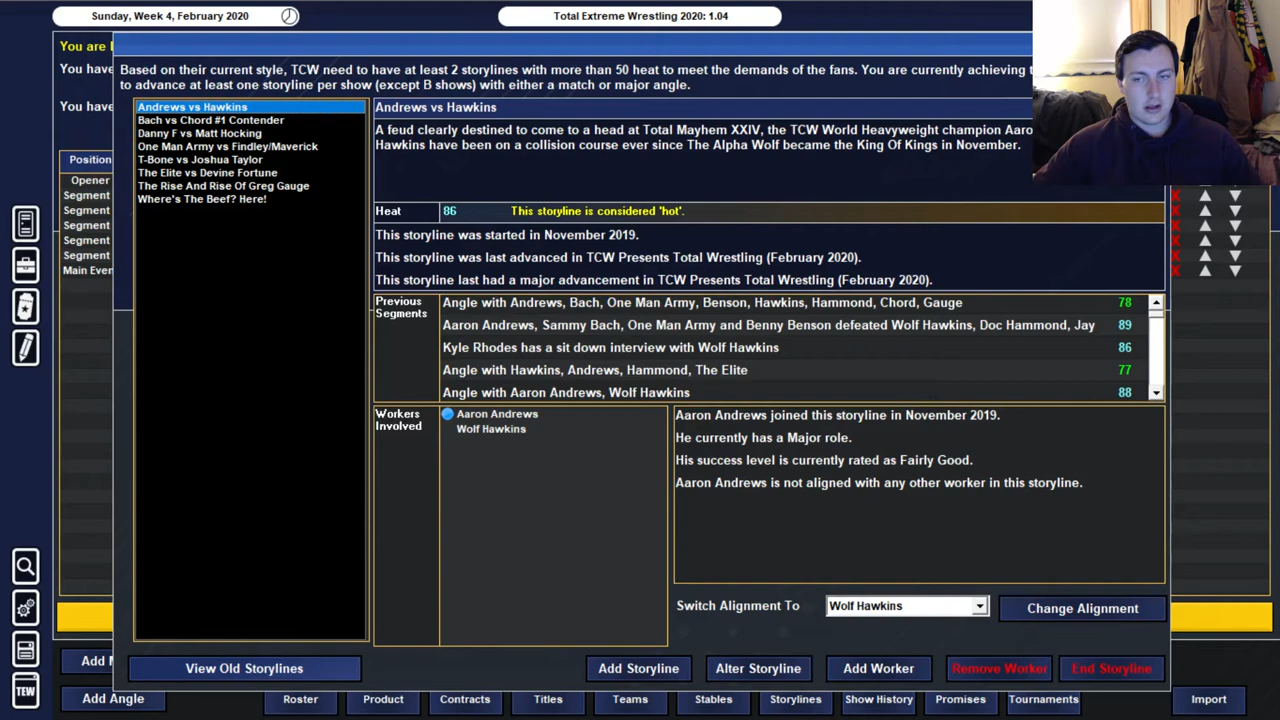 Sunday, Week 4, February 2020
Total Extreme Wrestling 2020: 1.04
You are
You have
You have
Based on their current style, TCW need to have at least 2 storylines with more than 50 heat to meet the demands of the fans. You are currently achieving
to advance at least one storyline per show (except B shows) with either a match or major angle.
Andrews vs Hawkins
Bach vs Chord #1 Contender
Danny F vs Matt Hocking
One Man Army vs Findley/Maverick
T-Bone vs Joshua Taylor
The Elite vs Devine Fortune
The Rise And Rise Of Greg Gauge
Where's The Beef? Here!
Andrews vs Hawkins
A feud clearly destined to come to a head at Total Mayhem XXIV, the TCW World Heavyweight champion Aaro
Hawkins have been on a collision course ever since The Alpha Wolf became the King Of Kings in November.
Heat 86 This storyline is considered 'hot'.
This storyline was started in November 2019.
This storyline was last advanced in TCW Presents Total Wrestling (February 2020).
This storyline last had a major advancement in TCW Presents Total Wrestling (February 2020).
Previous Segments
Angle with Andrews, Bach, One Man Army, Benson, Hawkins, Hammond, Chord, Gauge 78
Aaron Andrews, Sammy Bach, One Man Army and Benny Benson defeated Wolf Hawkins, Doc Hammond, Jay 89
Kyle Rhodes has a sit down interview with Wolf Hawkins 86
Angle with Hawkins, Andrews, Hammond, The Elite 77
Angle with Aaron Andrews, Wolf Hawkins 88
Workers Involved
Aaron Andrews
Wolf Hawkins
Aaron Andrews joined this storyline in November 2019.
He currently has a Major role.
His success level is currently rated as Fairly Good.
Aaron Andrews is not aligned with any other worker in this storyline.
Switch Alignment To
Wolf Hawkins
Change Alignment
View Old Storylines
Add Storyline
Alter Storyline
Add Worker
Remove Worker
End Storyline
Position
Opener
Segment
Segment
Segment
Segment
Segment
Main Even
Add M
Add Angle
Roster
Product
Contracts
Titles
Teams
Stables
Storylines
Show History
Promises
Tournaments
Import
TEW